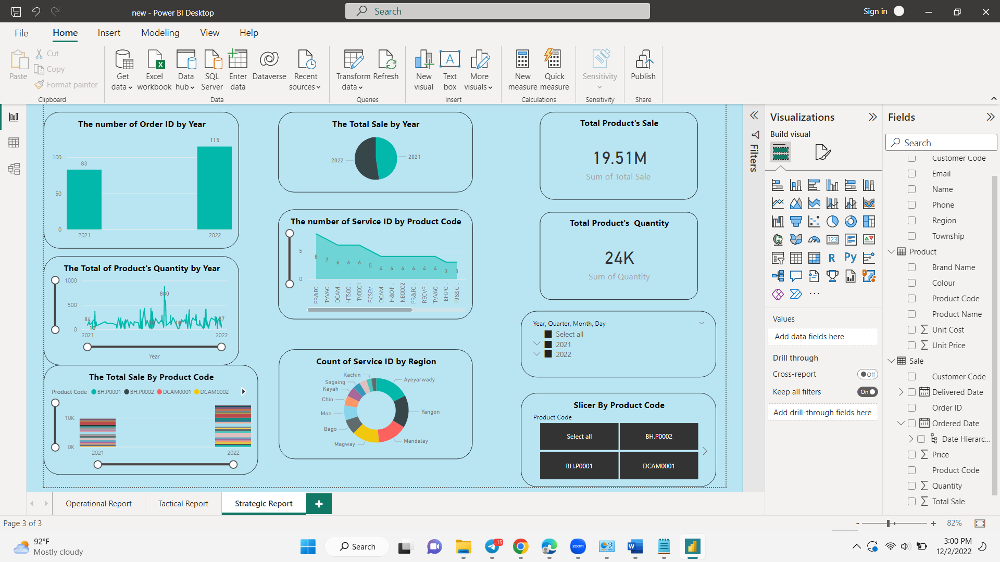 new - Power BI Desktop
Search
Sign in
File
Home
Insert
Modeling
View
Help
Paste
Cut
Copy
Format painter
Clipboard
Get data
Excel workbook
Data hub
SQL Server
Enter data
Dataverse
Recent sources
Data
Transform data
Refresh
Queries
New visual
Text box
More visuals
Insert
New measure
Quick measure
Calculations
Sensitivity
Sensitivity
Publish
Share
The number of Order ID by Year
115
100
83
50
0
2021
2022
The Total of Product's Quantity by Year
1000
880
500
84
0
2021
2022
Year
The Total Sale By Product Code
Product Code
BH.P0001
BH.P0002
DCAM0001
DCAM0002
10K
0K
2021
2022
The Total Sale by Year
2022
2021
The number of Service ID by Product Code
5
0
8
7
6
6
6
5
4
4
4
4
4
4
3
3
PR&FO...
TVVAO...
DCAM...
HTSOO...
TVO001
PCSEV...
DCAM...
H&OF...
NB0002
PR&FO...
RECVP...
TVVAO...
BH.P0...
PJ&SC...
Count of Service ID by Region
Kachin
Sagaing
Kayah
Chin
Mon
Bago
Magway
Ayeyarwady
Yangon
Mandalay
Total Product's Sale
19.51M
Sum of Total Sale
Total Product's  Quantity
24K
Sum of Quantity
Year, Quarter, Month, Day
Select all
2021
2022
Slicer By Product Code
Product Code
Select all
BH.P0002
BH.P0001
DCAM0001
Filters
Visualizations
Build visual
123
R
Py
...
Values
Add data fields here
Drill through
Cross-report
Off
Keep all filters
On
Add drill-through fields here
Fields
Search
Customer Code
Email
Name
Phone
Region
Township
Product
Brand Name
Colour
Product Code
Product Name
Unit Cost
Unit Price
Sale
Customer Code
Delivered Date
Order ID
Ordered Date
Date Hierarc...
Price
Product Code
Quantity
Total Sale
Operational Report
Tactical Report
Strategic Report
Page 3 of 3
82%
92°F
Mostly cloudy
Search
15
zoom
3:00 PM
12/2/2022